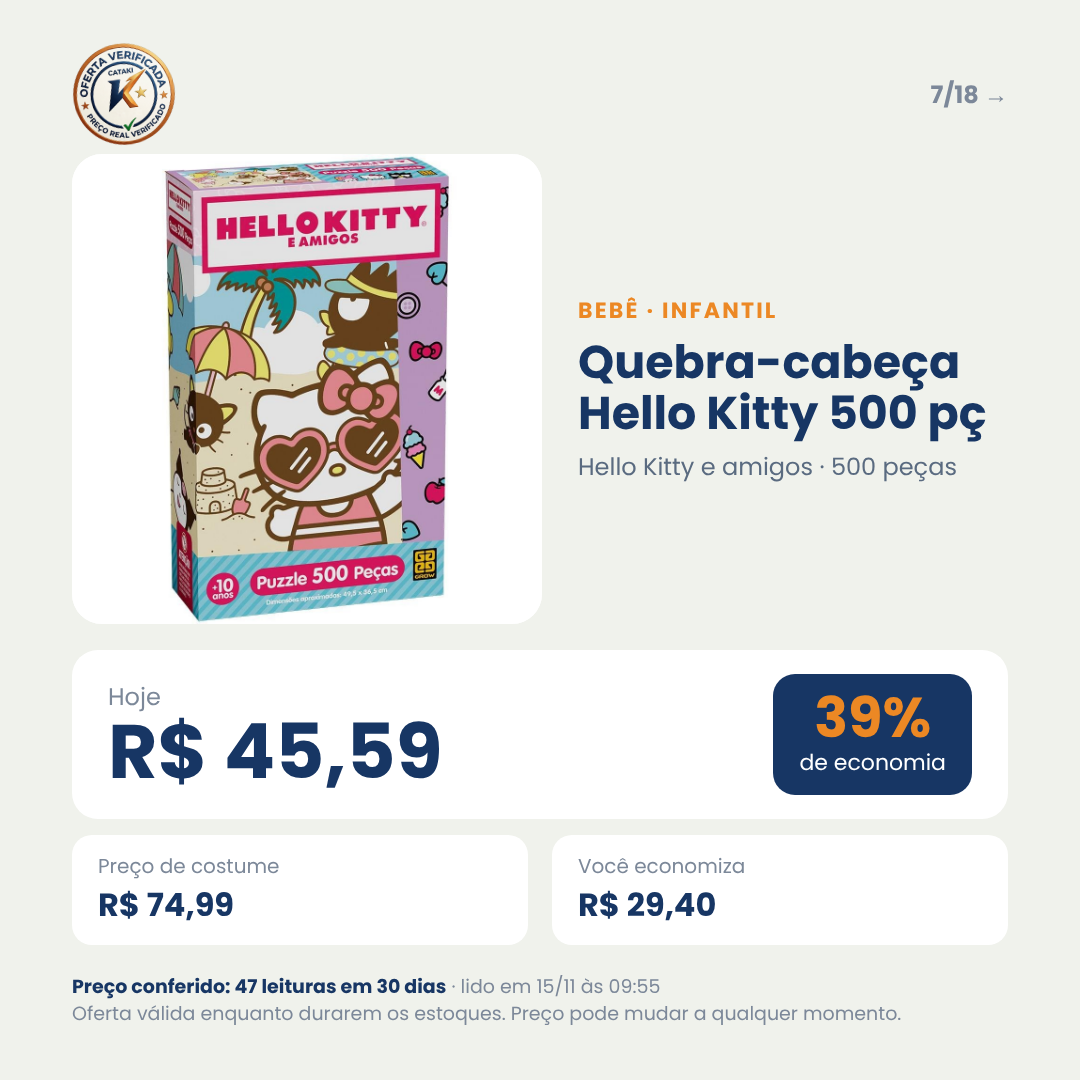 OFERTA VERIFICADA
CATAKI
PREÇO REAL VERIFICADO
7/18 →
HELLO KITTY
E AMIGOS
Puzzle 500 Peças
+10
anos
Puzzle 500 Peças
GROW
BEBÊ · INFANTIL
Quebra-cabeça
Hello Kitty 500 pç
Hello Kitty e amigos · 500 peças
Hoje
R$ 45,59
39%
de economia
Preço de costume
R$ 74,99
Você economiza
R$ 29,40
Preço conferido: 47 leituras em 30 dias · lido em 15/11 às 09:55
Oferta válida enquanto durarem os estoques. Preço pode mudar a qualquer momento.